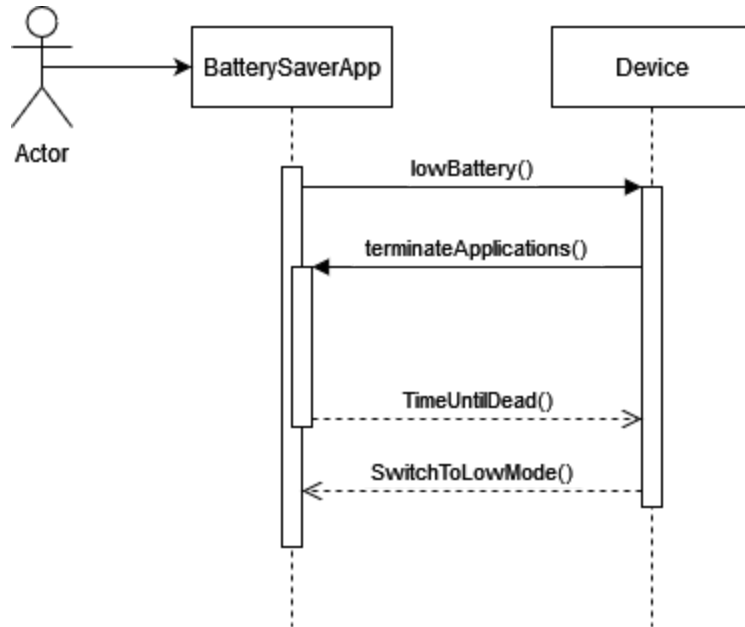 BatterySaverApp
Device
Actor
lowBattery()
terminateApplications()
TimeUntilDead()
SwitchToLowMode()